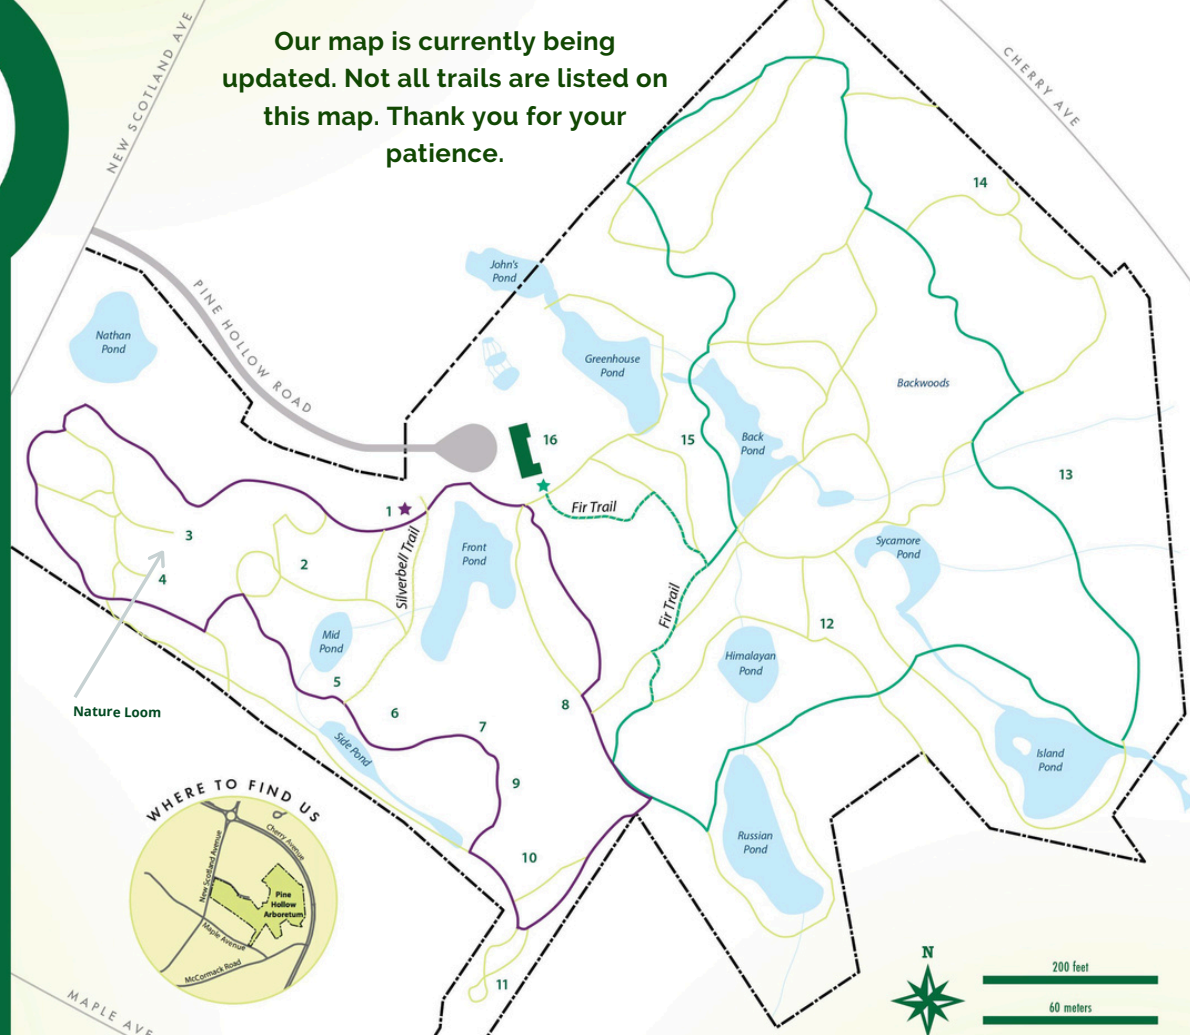 Our map is currently being
updated. Not all trails are listed on
this map. Thank you for your
patience.
NEW SCOTLAND AVE
CHERRY AVE
14
John's
Pond
PINE HOLLOW ROAD
Nathan
Pond
Greenhouse
Pond
Backwoods
16
15
Back
Pond
13
1
Fir Trail
3
Silverbell Trail
Front
Pond
Sycamore
Pond
2
4
Fir Trail
12
Mid
Pond
Himalayan
Pond
5
Nature Loom
6
7
8
Side Pond
Island
Pond
9
WHERE TO FIND US
Cherry Avenue
New Scotland Avenue
Russian
Pond
10
Pine
Hollow
Arboretum
Maple Avenue
McCormack Road
11
N
200 feet
60 meters
MAPLE AVE